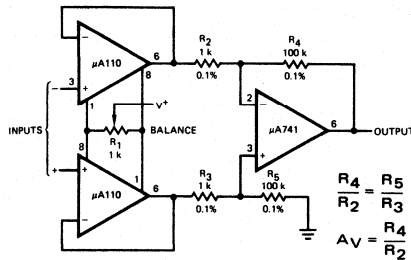 −
μA110
6
8
3
+
1
−
INPUTS
+
8
R1
1 k
V+
BALANCE
+
3
μA110
1
6
−
2
R2
1 k
0.1%
R4
100 k
0.1%
2
−
μA741
6
OUTPUT
3
+
R3
1 k
0.1%
R5
100 k
0.1%
R4/R2 = R5/R3
AV = R4/R2